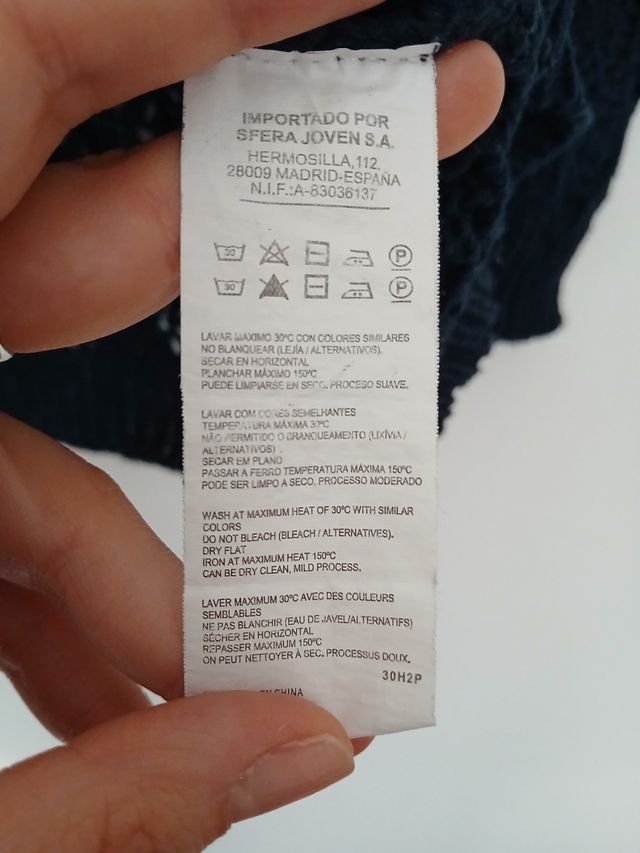 IMPORTADO POR
SFERA JOVEN S.A.
HERMOSILLA,112.
28009 MADRID-ESPAÑA
N.I.F.:A-83036137
30 P
30 P
LAVAR MAXIMO 30ºC CON COLORES SIMILARES
NO BLANQUEAR (LEJÍA / ALTERNATIVOS).
SECAR EN HORIZONTAL
PLANCHAR MÁXIMO 150ºC
PUEDE LIMPIARSE EN SECO. PROCESO SUAVE.
LAVAR COM CORES SEMELHANTES
TEMPERATURA MÁXIMA 30ºC
NÃO PERMITIDO O BRANQUEAMENTO (LIXÍVIA /
ALTERNATIVOS) .
SECAR EM PLANO
PASSAR A FERRO TEMPERATURA MÁXIMA 150ºC
PODE SER LIMPO A SECO, PROCESSO MODERADO
WASH AT MAXIMUM HEAT OF 30ºC WITH SIMILAR
COLORS
DO NOT BLEACH (BLEACH / ALTERNATIVES).
DRY FLAT
IRON AT MAXIMUM HEAT 150ºC
CAN BE DRY CLEAN, MILD PROCESS.
LAVER MAXIMUM 30ºC AVEC DES COULEURS
SEMBLABLES
NE PAS BLANCHIR (EAU DE JAVEL/ALTERNATIFS)
SÉCHER EN HORIZONTAL
REPASSER MAXIMUM 150ºC
ON PEUT NETTOYER À SEC. PROCESSUS DOUX.
30H2P
CHINA